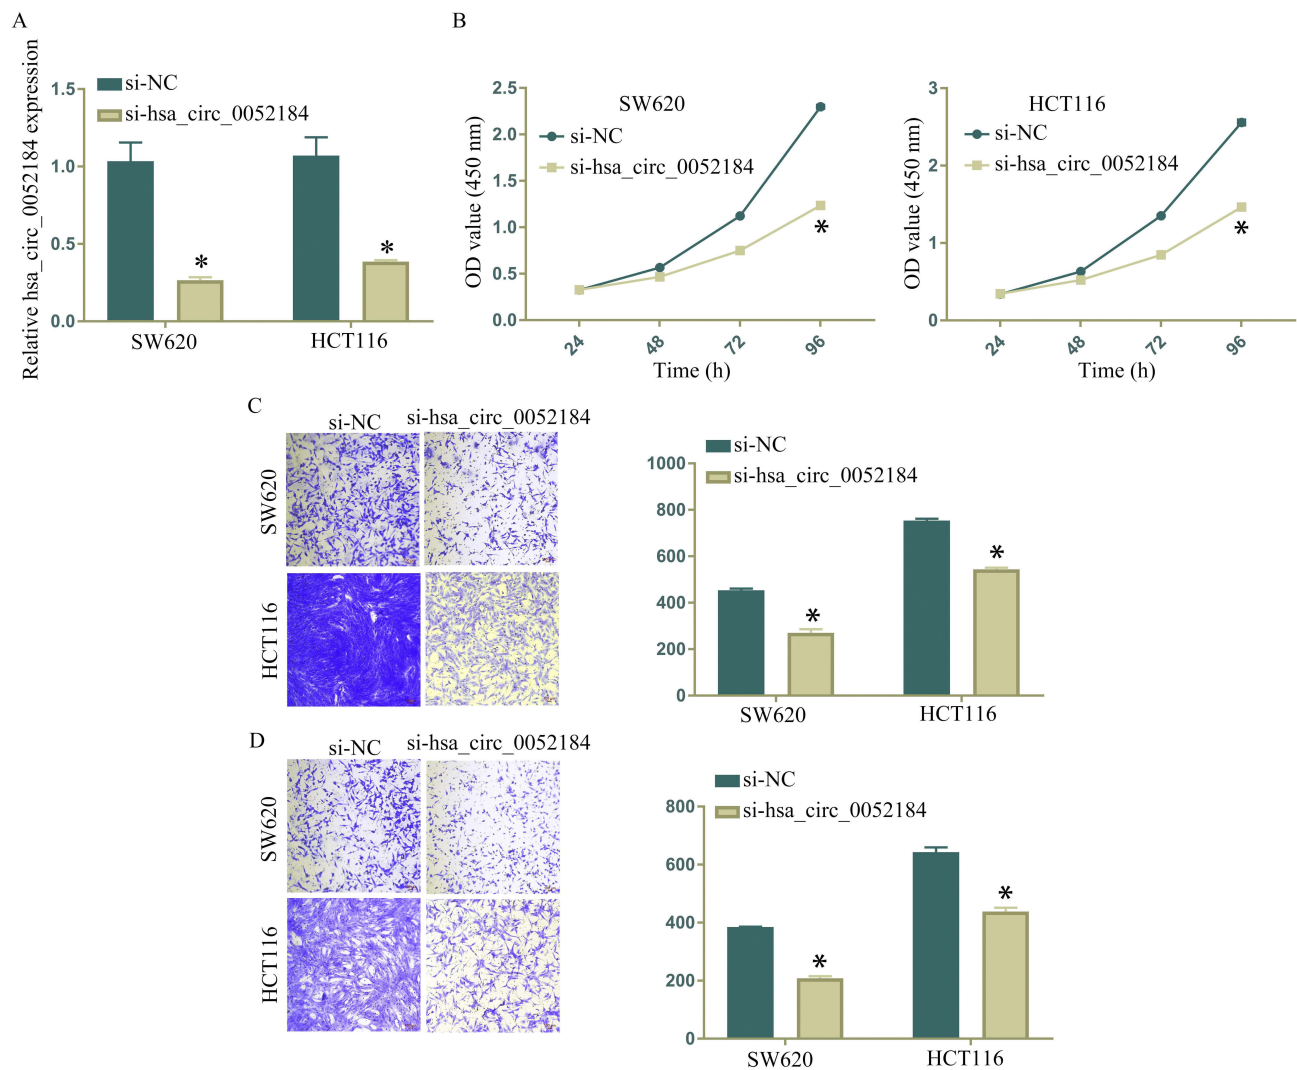 A
Relative hsa_circ_0052184 expression
si-NC
si-hsa_circ_0052184
1.5
1.0
0.5
0.0
*
*
SW620
HCT116
B
OD value (450 nm)
2.5
2.0
1.5
1.0
0.5
0.0
SW620
si-NC
si-hsa_circ_0052184
*
24
48
72
96
Time (h)
OD value (450 nm)
3
2
1
0
HCT116
si-NC
si-hsa_circ_0052184
*
24
48
72
96
Time (h)
C
si-NC
si-hsa_circ_0052184
SW620
HCT116
si-NC
si-hsa_circ_0052184
1000
800
600
400
200
0
*
*
SW620
HCT116
D
si-NC
si-hsa_circ_0052184
SW620
HCT116
si-NC
si-hsa_circ_0052184
800
600
400
200
0
*
*
SW620
HCT116